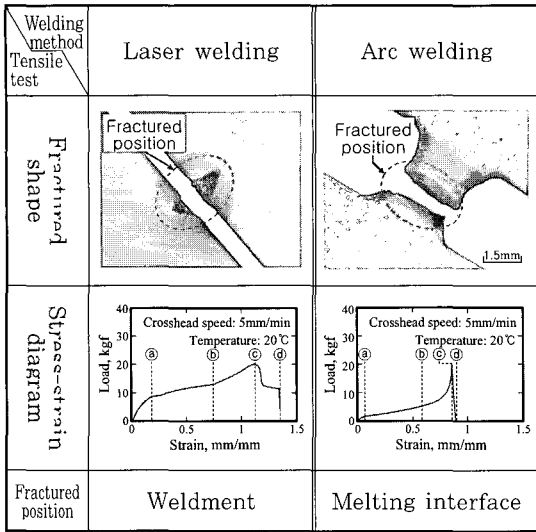 Welding method
Tensile test
Laser welding
Arc welding
Fractured shape
Fractured position
Fractured position
1.5mm
Stress-strain diagram
Crosshead speed: 5mm/min
Temperature: 20℃
ⓐ ⓑ ⓒ ⓓ
Load, kgf
40
30
20
10
0
0 0.5 1 1.5
Strain, mm/mm
Crosshead speed: 5mm/min
Temperature: 20℃
ⓐ ⓑ ⓒ ⓓ
Load, kgf
40
30
20
10
0
0 0.5 1 1.5
Strain, mm/mm
Fractured position
Weldment
Melting interface